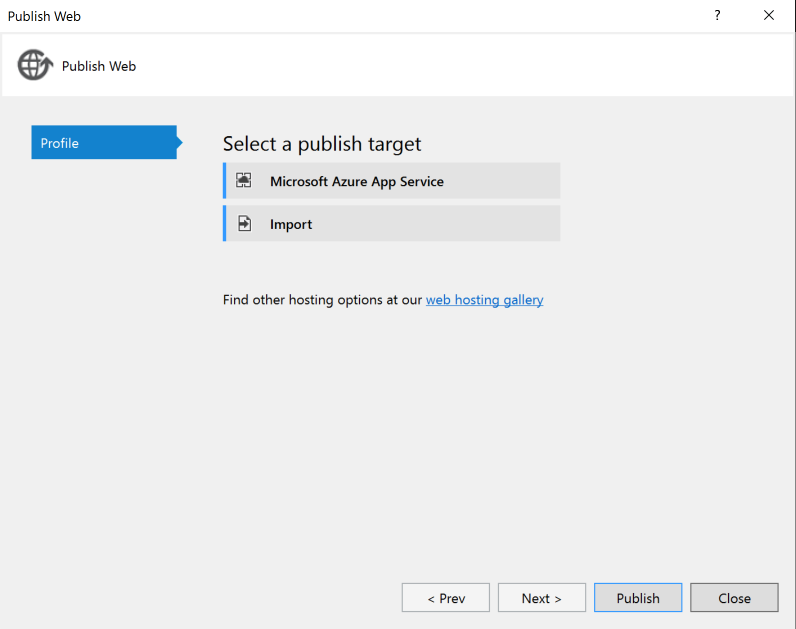 Publish Web
?
Publish Web
Profile
Select a publish target
Microsoft Azure App Service
Import
Find other hosting options at our web hosting gallery
< Prev
Next >
Publish
Close